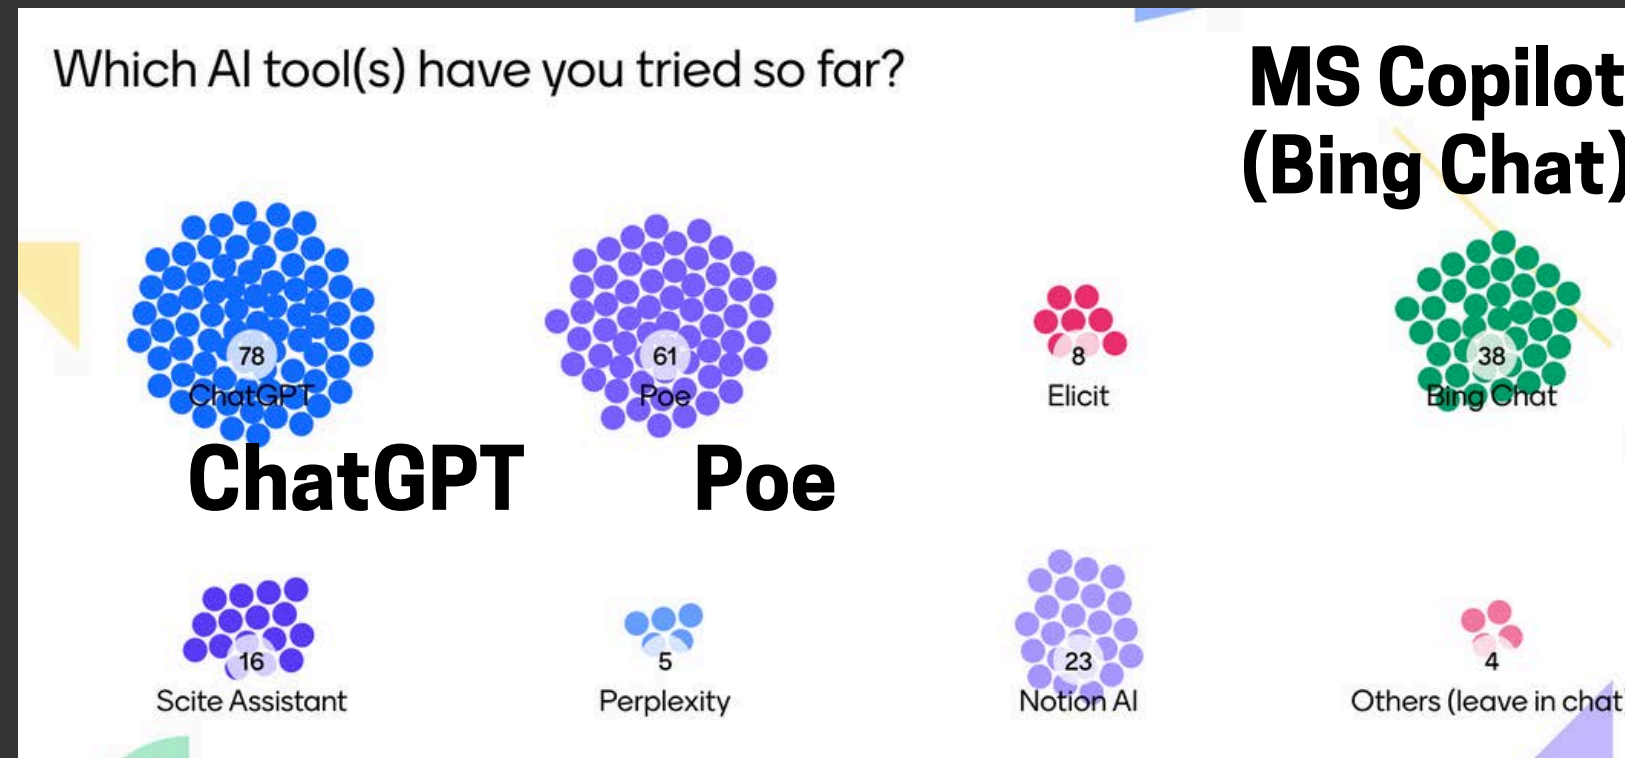 Which AI tool(s) have you tried so far?
MS Copilot
(Bing Chat)
78
ChatGPT
61
Poe
8
Elicit
38
Bing Chat
ChatGPT
Poe
16
Scite Assistant
5
Perplexity
23
Notion AI
4
Others (leave in chat)